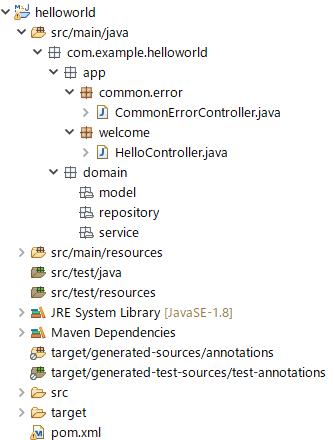 helloworld
src/main/java
com.example.helloworld
app
common.error
CommonErrorController.java
welcome
HelloController.java
domain
model
repository
service
src/main/resources
src/test/java
src/test/resources
JRE System Library [JavaSE-1.8]
Maven Dependencies
target/generated-sources/annotations
target/generated-test-sources/test-annotations
src
target
pom.xml